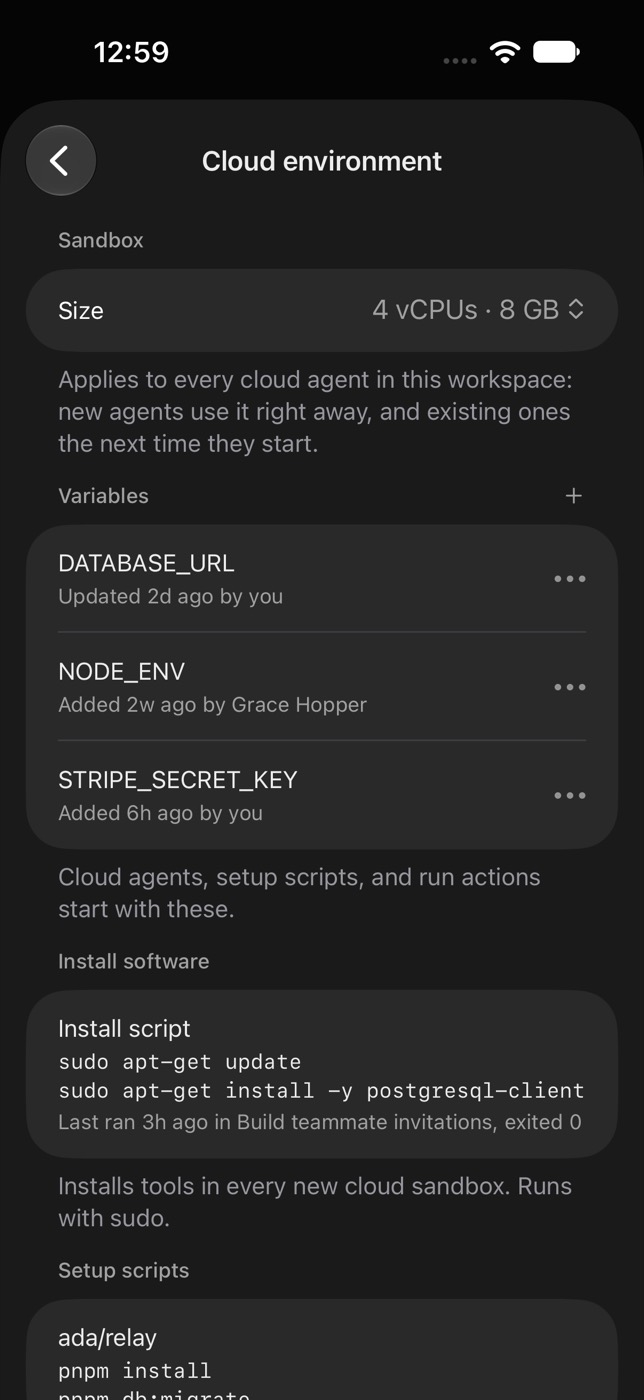 12:59
Cloud environment
Sandbox
Size
4 vCPUs · 8 GB
Applies to every cloud agent in this workspace:
new agents use it right away, and existing ones
the next time they start.
Variables
DATABASE_URL
Updated 2d ago by you
NODE_ENV
Added 2w ago by Grace Hopper
STRIPE_SECRET_KEY
Added 6h ago by you
Cloud agents, setup scripts, and run actions
start with these.
Install software
Install script
sudo apt-get update
sudo apt-get install -y postgresql-client
Last ran 3h ago in Build teammate invitations, exited 0
Installs tools in every new cloud sandbox. Runs
with sudo.
Setup scripts
ada/relay
pnpm install
pnpm db:migrate